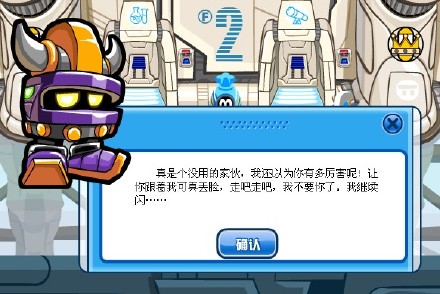 F 2
真是个没用的家伙，我还以为你有多厉害呢！让
你跟着我可真丢脸，走吧走吧，我不要你了。我继续
闪……
确认